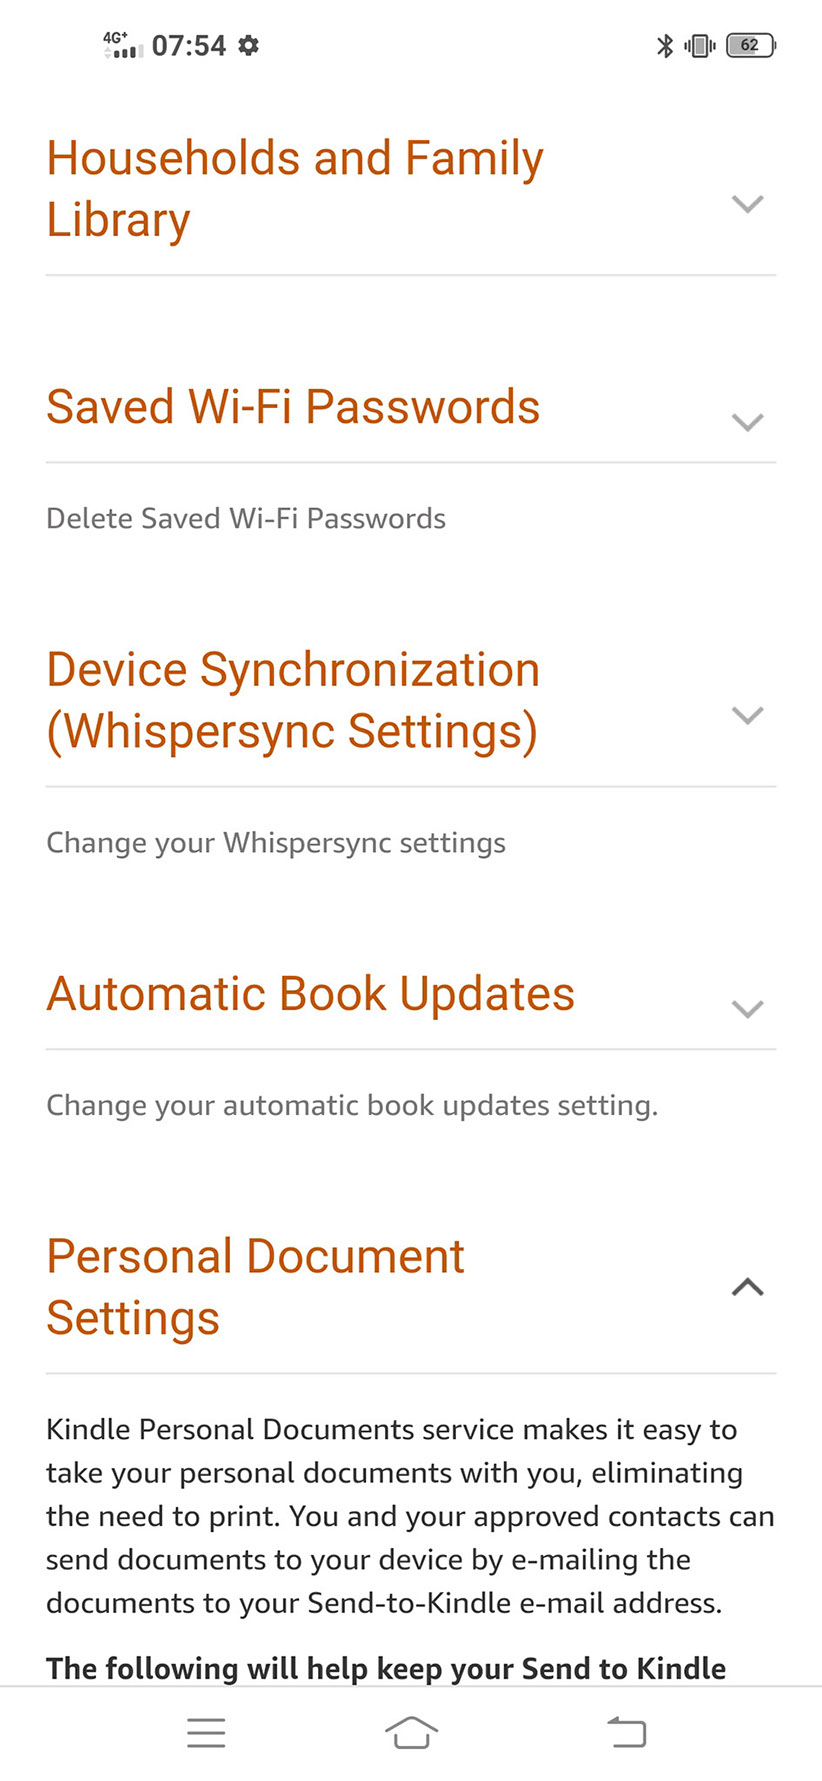 4G+ 07:54 62
Households and Family
Library
Saved Wi-Fi Passwords
Delete Saved Wi-Fi Passwords
Device Synchronization
(Whispersync Settings)
Change your Whispersync settings
Automatic Book Updates
Change your automatic book updates setting.
Personal Document
Settings
Kindle Personal Documents service makes it easy to
take your personal documents with you, eliminating
the need to print. You and your approved contacts can
send documents to your device by e-mailing the
documents to your Send-to-Kindle e-mail address.
The following will help keep your Send to Kindle